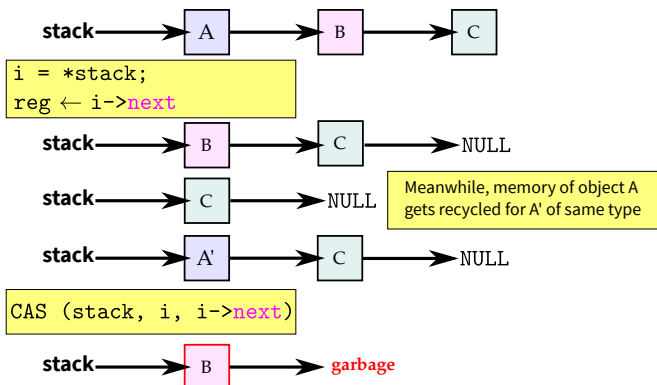 stack A B C
i = *stack;
reg ← i->next
stack B C NULL
stack C NULL
Meanwhile, memory of object A
gets recycled for A' of same type
stack A' C NULL
CAS (stack, i, i->next)
stack B garbage